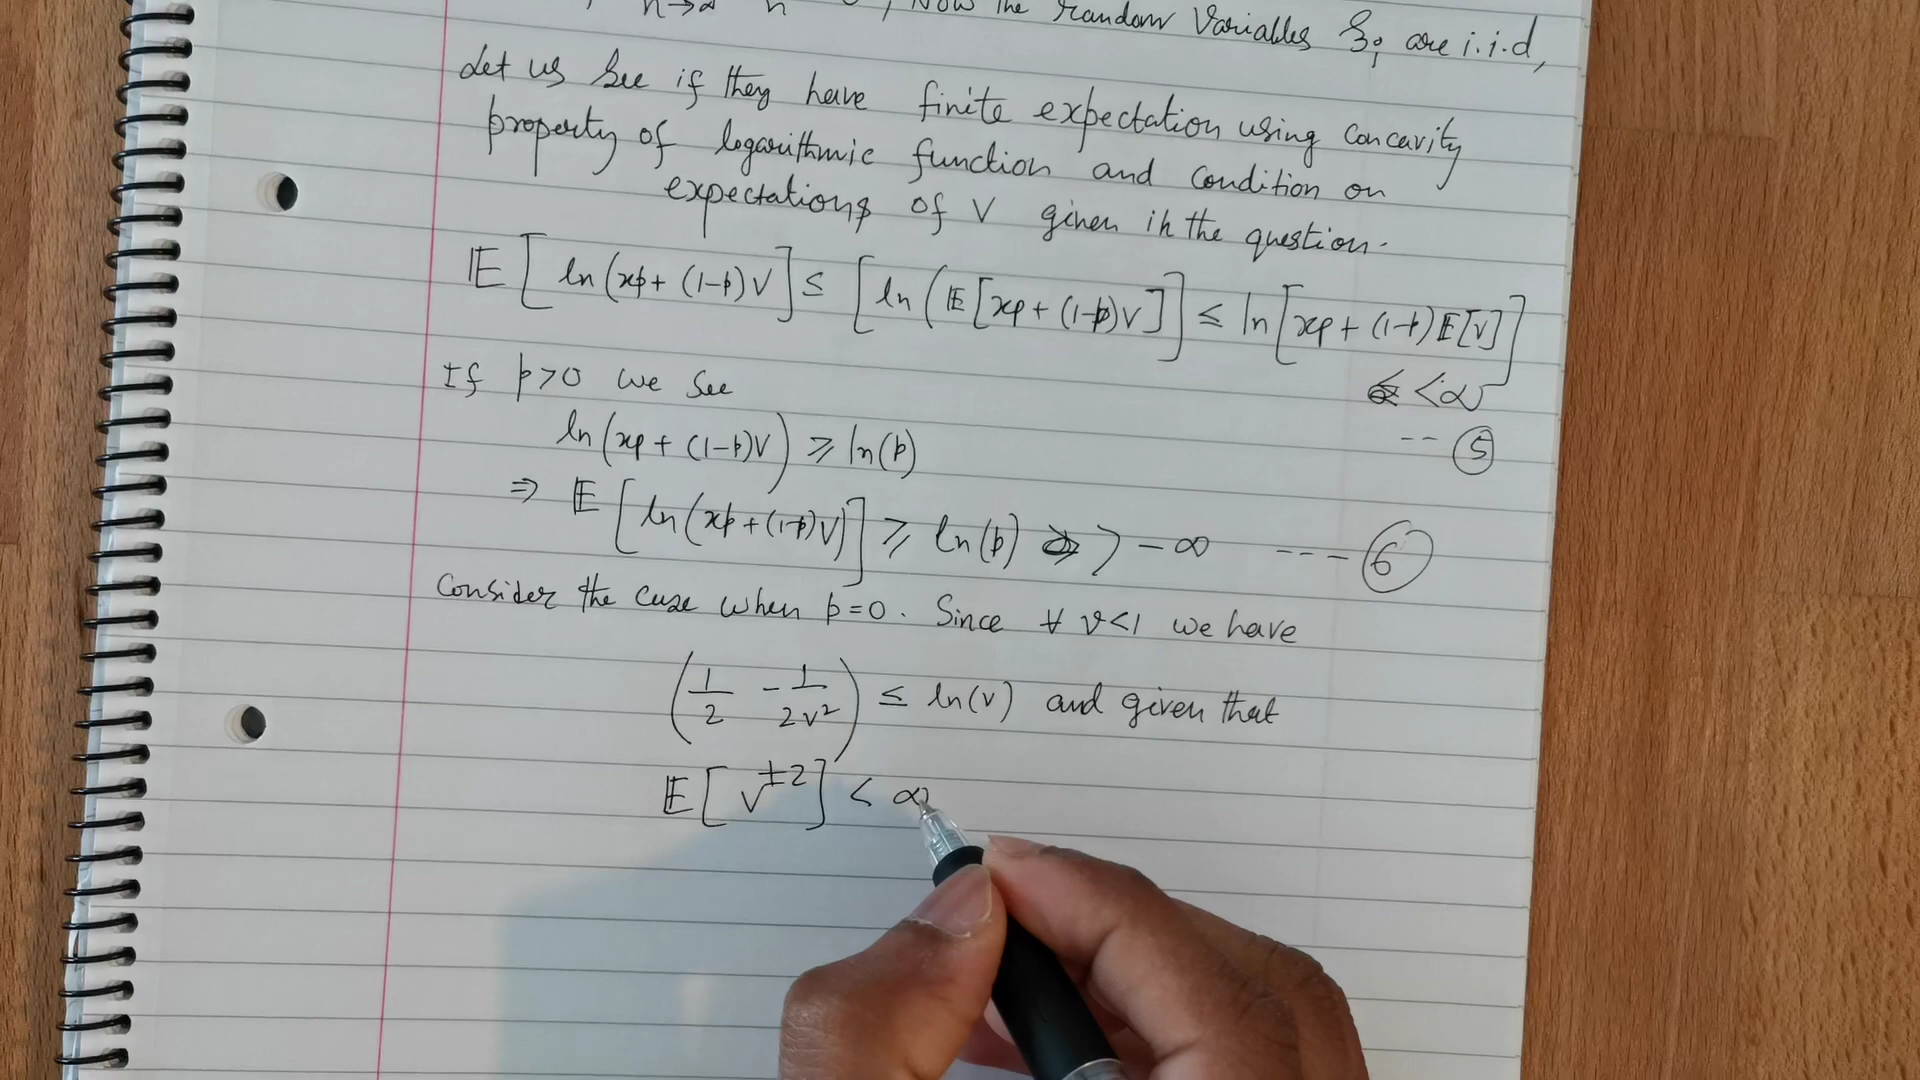 n→∞ n 0 , Now the random Variables ξi are i.i.d,
Let us see if they have finite expectation using concavity
property of logarithmic function and condition on
expectations of V given in the question.
𝔼[ln(xp + (1-p)V] ≤ [ln(𝔼[xp + (1-p)V]] ≤ ln[xp + (1-p)𝔼[V]]
< ∞
-- ⑤
If p>0 we see
ln(xp + (1-p)V) ≥ ln(p)
⇒ 𝔼[ln(xp + (1-p)V)] ≥ ln(p) > -∞ --- ⑥
Consider the case when p=0. Since ∀ v<1 we have
(1/2 - 1/2v²) ≤ ln(v) and given that
𝔼[V^±2] < ∞